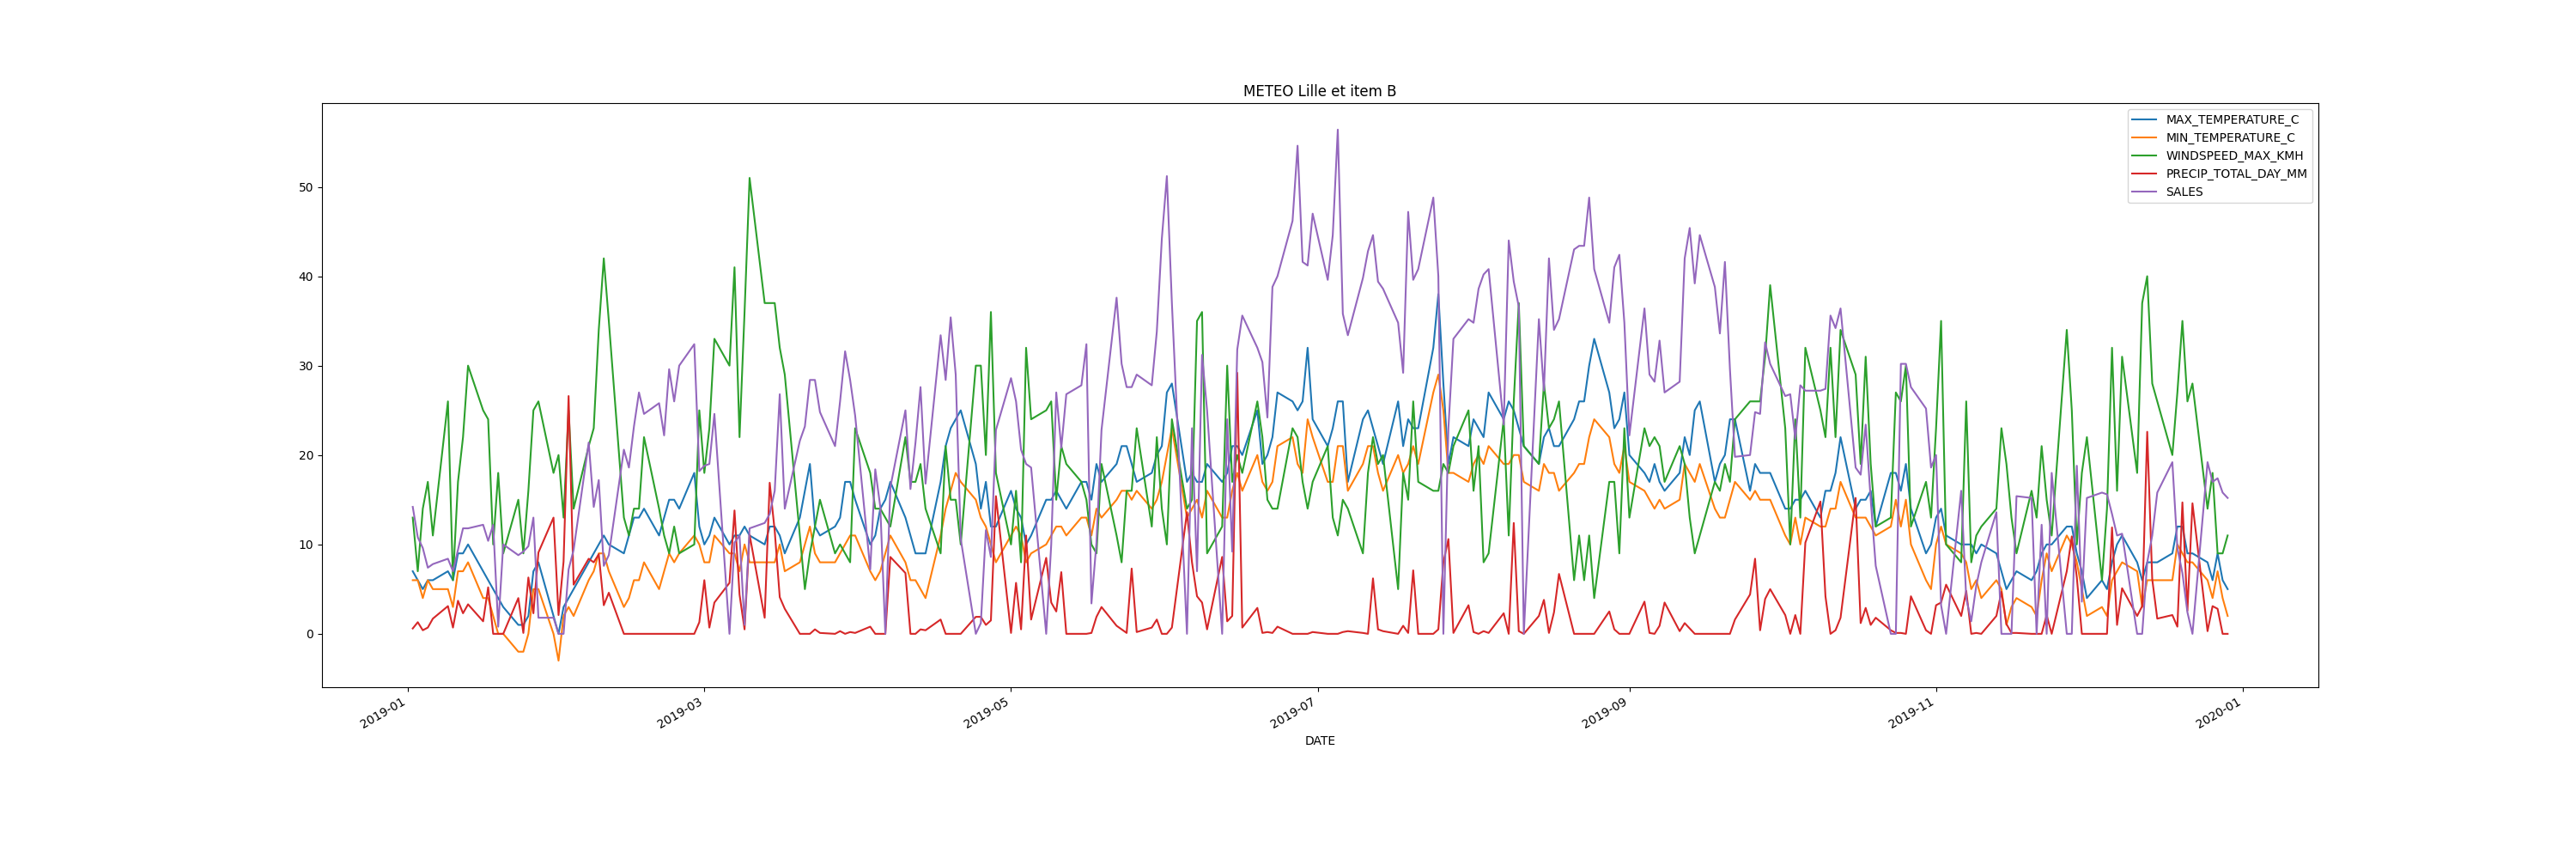 METEO Lille et item B
MAX_TEMPERATURE_C
MIN_TEMPERATURE_C
WINDSPEED_MAX_KMH
PRECIP_TOTAL_DAY_MM
SALES
50
40
30
20
10
0
2019-01
2019-03
2019-05
2019-07
2019-09
2019-11
2020-01
DATE